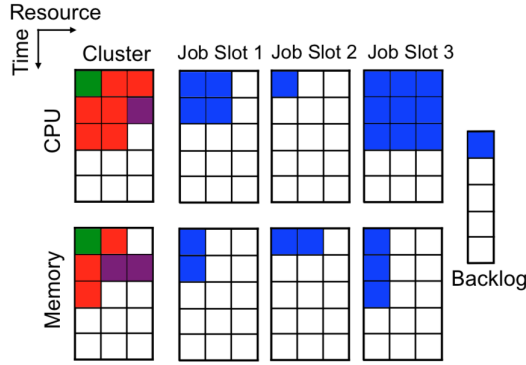 Resource
Time
Cluster
Job Slot 1
Job Slot 2
Job Slot 3
CPU
Memory
Backlog